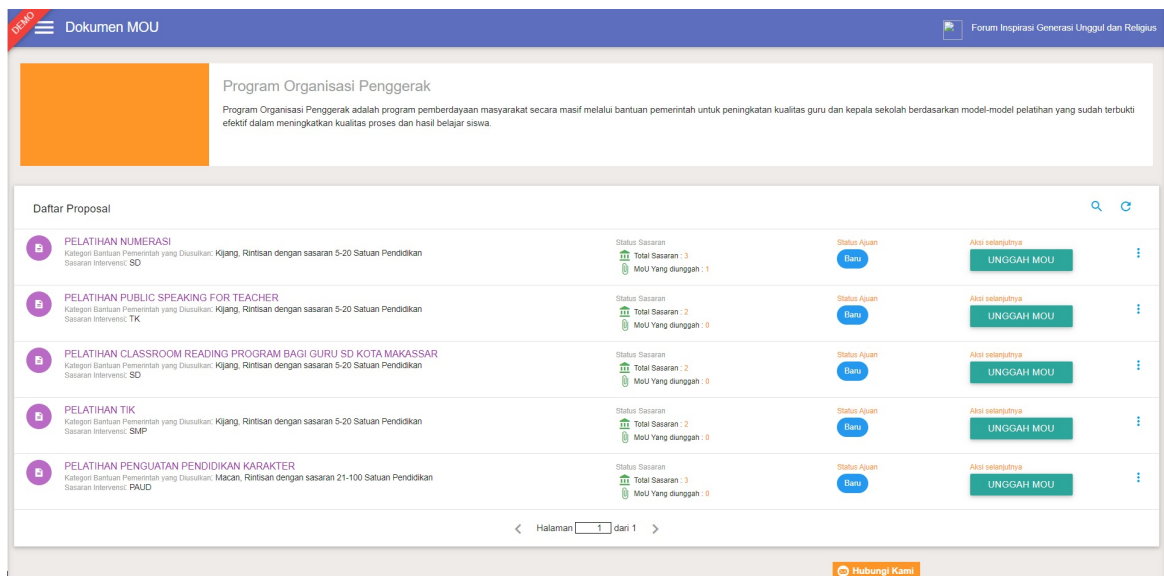 DEMO
Dokumen MOU
Forum Inspirasi Generasi Unggul dan Religius
Program Organisasi Penggerak
Program Organisasi Penggerak adalah program pemberdayaan masyarakat secara masif melalui bantuan pemerintah untuk peningkatan kualitas guru dan kepala sekolah berdasarkan model-model pelatihan yang sudah terbukti
efektif dalam meningkatkan kualitas proses dan hasil belajar siswa.
Daftar Proposal
PELATIHAN NUMERASI
Kategori Bantuan Pemerintah yang Diusulkan: Kijang, Rintisan dengan sasaran 5-20 Satuan Pendidikan
Sasaran Intervensi: SD
Status Sasaran
Total Sasaran : 3
MoU Yang diunggah : 1
Status Ajuan
Baru
Aksi selanjutnya
UNGGAH MOU
PELATIHAN PUBLIC SPEAKING FOR TEACHER
Kategori Bantuan Pemerintah yang Diusulkan: Kijang, Rintisan dengan sasaran 5-20 Satuan Pendidikan
Sasaran Intervensi: TK
Status Sasaran
Total Sasaran : 2
MoU Yang diunggah : 0
Status Ajuan
Baru
Aksi selanjutnya
UNGGAH MOU
PELATIHAN CLASSROOM READING PROGRAM BAGI GURU SD KOTA MAKASSAR
Kategori Bantuan Pemerintah yang Diusulkan: Kijang, Rintisan dengan sasaran 5-20 Satuan Pendidikan
Sasaran Intervensi: SD
Status Sasaran
Total Sasaran : 2
MoU Yang diunggah : 0
Status Ajuan
Baru
Aksi selanjutnya
UNGGAH MOU
PELATIHAN TIK
Kategori Bantuan Pemerintah yang Diusulkan: Kijang, Rintisan dengan sasaran 5-20 Satuan Pendidikan
Sasaran Intervensi: SMP
Status Sasaran
Total Sasaran : 2
MoU Yang diunggah : 0
Status Ajuan
Baru
Aksi selanjutnya
UNGGAH MOU
PELATIHAN PENGUATAN PENDIDIKAN KARAKTER
Kategori Bantuan Pemerintah yang Diusulkan: Macan, Rintisan dengan sasaran 21-100 Satuan Pendidikan
Sasaran Intervensi: PAUD
Status Sasaran
Total Sasaran : 3
MoU Yang diunggah : 0
Status Ajuan
Baru
Aksi selanjutnya
UNGGAH MOU
Halaman 1 dari 1
Hubungi Kami